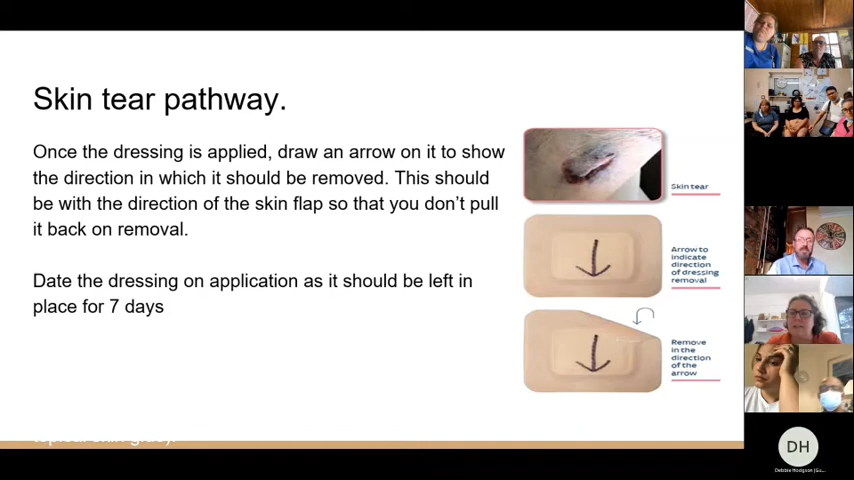 Skin tear pathway.
Once the dressing is applied, draw an arrow on it to show
the direction in which it should be removed. This should
be with the direction of the skin flap so that you don’t pull
it back on removal.
Date the dressing on application as it should be left in
place for 7 days
Skin tear
Arrow to
indicate
direction
of dressing
removal
Remove
in the
direction
of the
arrow
DH
Debbie Hodgson (Gu...